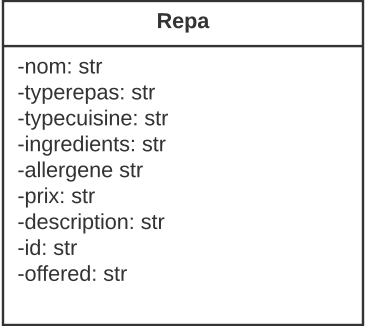 Repa
-nom: str
-typerepas: str
-typecuisine: str
-ingredients: str
-allergene str
-prix: str
-description: str
-id: str
-offered: str